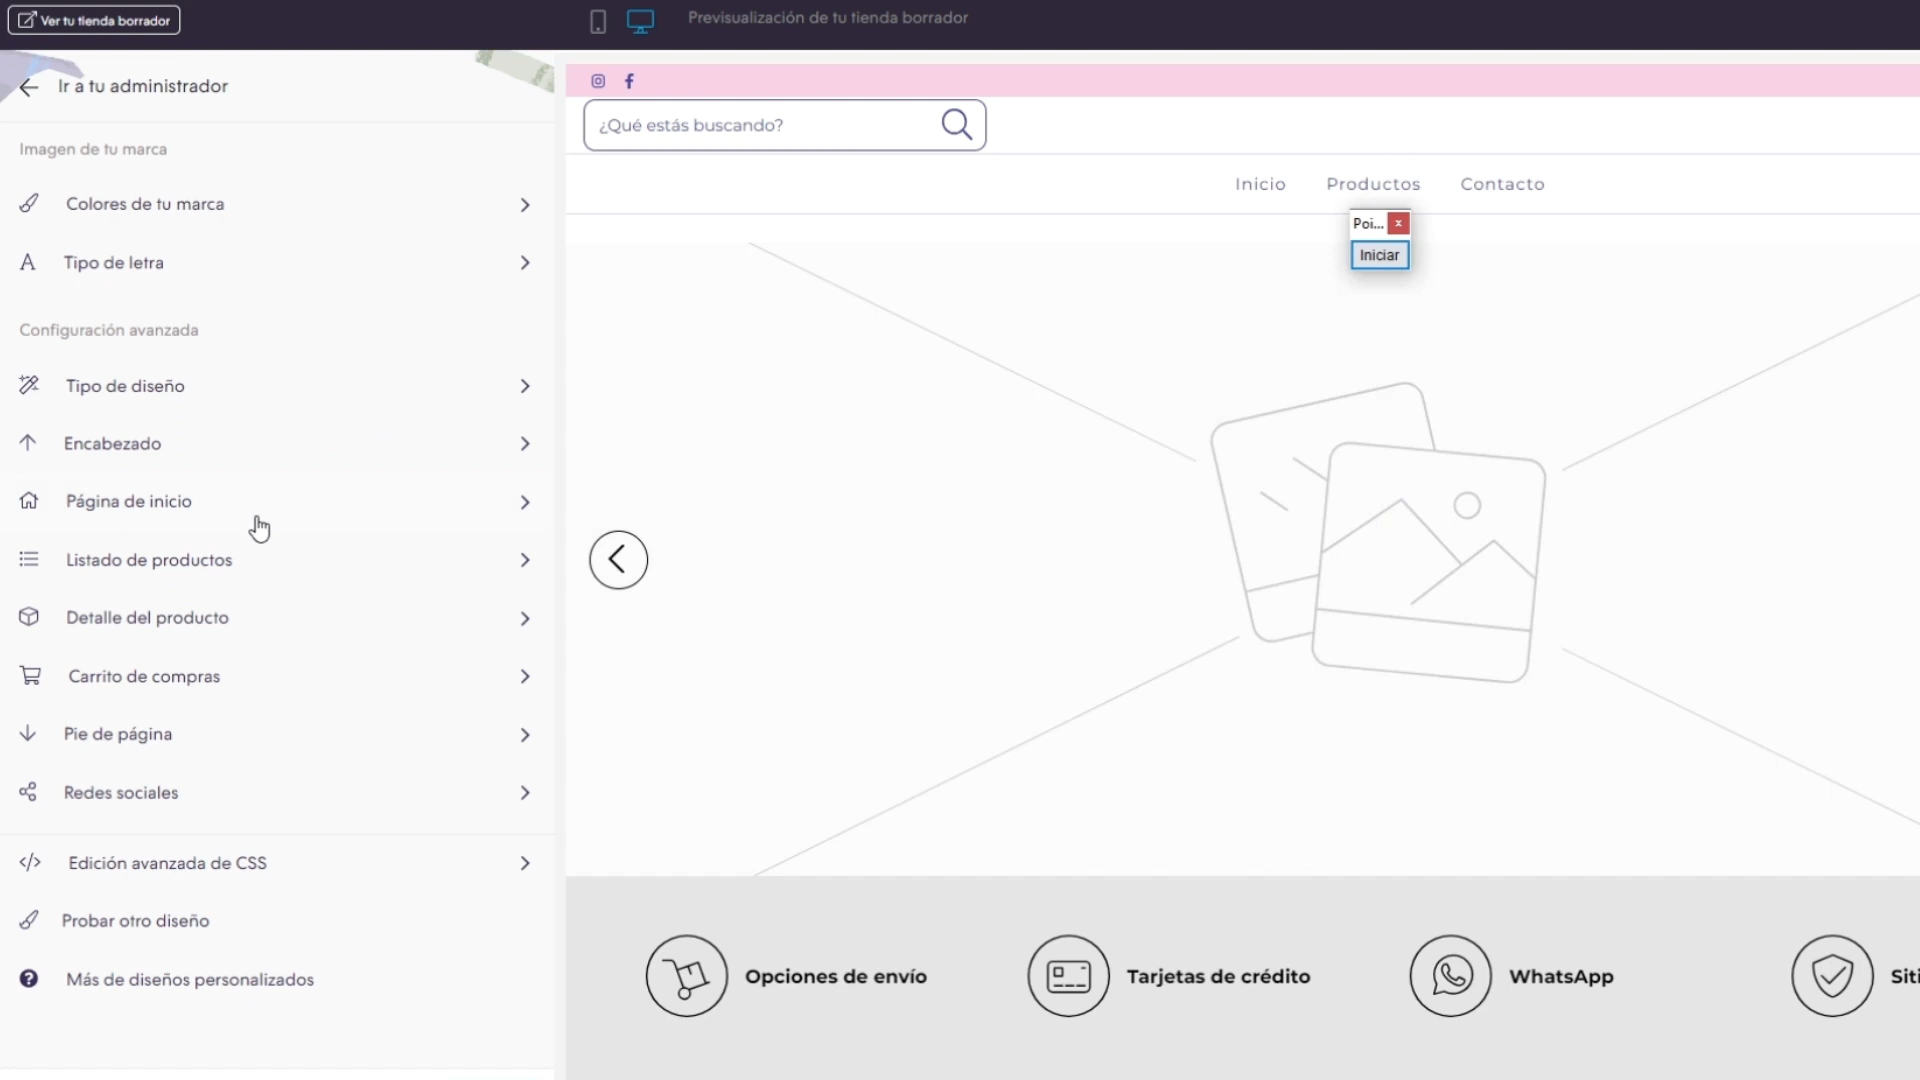 Ver tu tienda borrador
Previsualización de tu tienda borrador
Ir a tu administrador
Imagen de tu marca
Colores de tu marca
Tipo de letra
Configuración avanzada
Tipo de diseño
Encabezado
Página de inicio
Listado de productos
Detalle del producto
Carrito de compras
Pie de página
Redes sociales
Edición avanzada de CSS
Probar otro diseño
Más de diseños personalizados
¿Qué estás buscando?
Inicio Productos Contacto
Poi...
Iniciar
Opciones de envío Tarjetas de crédito WhatsApp Siti